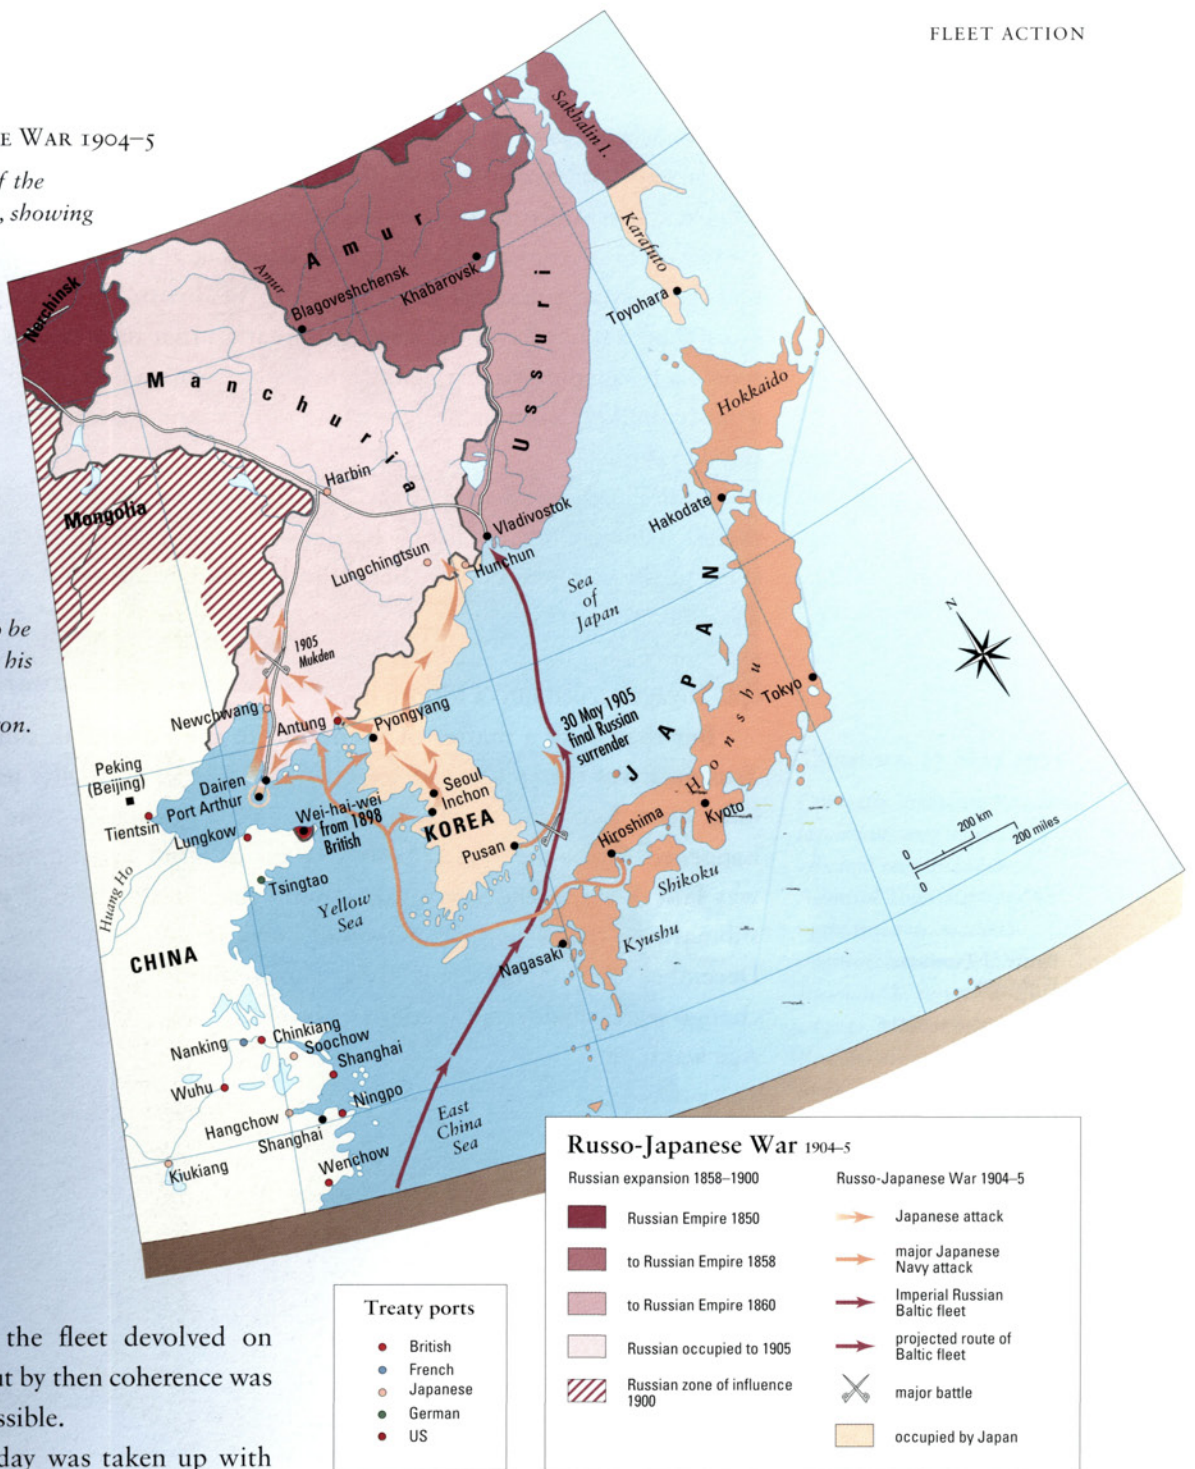 FLEET ACTION
E WAR 1904–5
f the
, showing
o be
his
on.
Sakhalin I.
Karafuto
Toyohara
Amur
Amur
Khabarovsk
Blagoveshchensk
Nerchinsk
Ussuri
Manchuria
Hokkaido
Harbin
Mongolia
Vladivostok
Hakodate
Lungchingtsun
Hunchun
Sea
of
Japan
JAPAN
1905
Mukden
Honshu
Tokyo
Newchwang
Antung
Pyongyang
30 May 1905
final Russian
surrender
Peking
(Beijing)
Dairen
Port Arthur
Seoul
Inchon
Tientsin
Lungkow
Wei-hai-wei
from 1898
British
KOREA
Hiroshima
Kyoto
0
200 km
0
200 miles
Pusan
Huang Ho
Tsingtao
Shikoku
Yellow
Sea
CHINA
Kyushu
Nagasaki
Nanking
Chinkiang
Soochow
Shanghai
Wuhu
Hangchow
Ningpo
Shanghai
East
China
Sea
Kiukiang
Wenchow
N
Russo-Japanese War 1904–5
Russian expansion 1858–1900
Russian Empire 1850
to Russian Empire 1858
to Russian Empire 1860
Russian occupied to 1905
Russian zone of influence
1900
Russo-Japanese War 1904–5
Japanese attack
major Japanese
Navy attack
Imperial Russian
Baltic fleet
projected route of
Baltic fleet
major battle
occupied by Japan
Treaty ports
British
French
Japanese
German
US
the fleet devolved on
ut by then coherence was
ssible.
day was taken up with